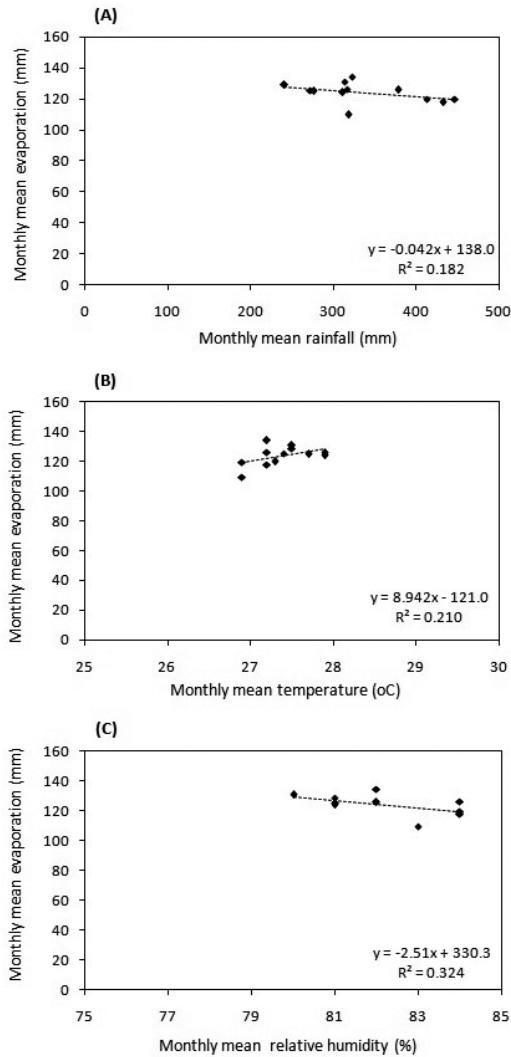 (A)
Monthly mean evaporation (mm)
160
140
120
100
80
60
40
20
0
y = -0.042x + 138.0
R² = 0.182
0 100 200 300 400 500
Monthly mean rainfall (mm)
(B)
Monthly mean evaporation (mm)
160
140
120
100
80
60
40
20
0
y = 8.942x - 121.0
R² = 0.210
25 26 27 28 29 30
Monthly mean temperature (oC)
(C)
Monthly mean evaporation (mm)
160
140
120
100
80
60
40
20
0
y = -2.51x + 330.3
R² = 0.324
75 77 79 81 83 85
Monthly mean relative humidity (%)